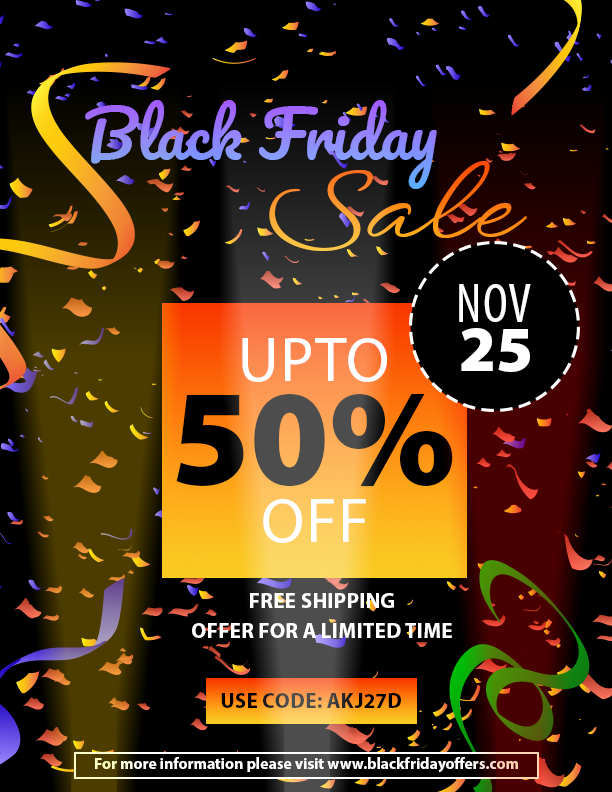 Black Friday
Sale
NOV
25
UPTO
50%
OFF
FREE SHIPPING
OFFER FOR A LIMITED TIME
USE CODE: AKJ27D
For more information please visit www.blackfridayoffers.com